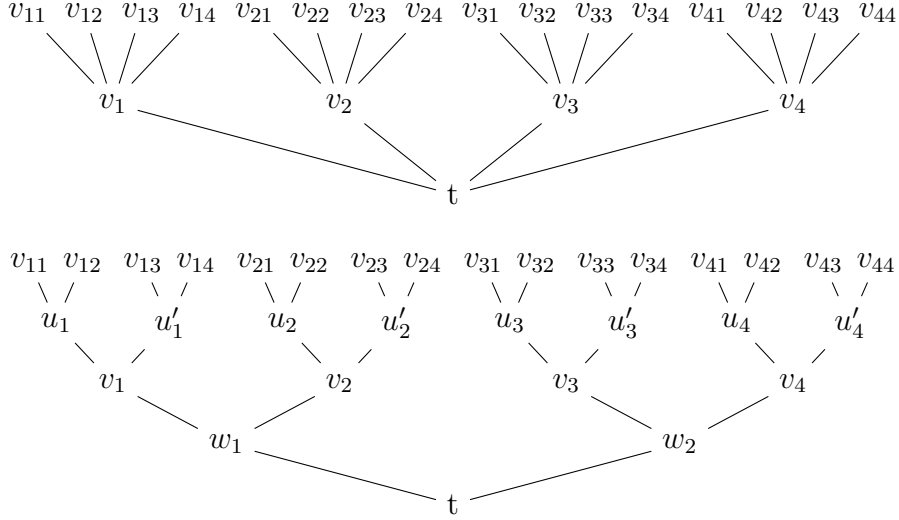 v₁₁ v₁₂ v₁₃ v₁₄ v₂₁ v₂₂ v₂₃ v₂₄ v₃₁ v₃₂ v₃₃ v₃₄ v₄₁ v₄₂ v₄₃ v₄₄
v₁ v₂ v₃ v₄
t
v₁₁ v₁₂ v₁₃ v₁₄ v₂₁ v₂₂ v₂₃ v₂₄ v₃₁ v₃₂ v₃₃ v₃₄ v₄₁ v₄₂ v₄₃ v₄₄
u₁ u′₁ u₂ u′₂ u₃ u′₃ u₄ u′₄
v₁ v₂ v₃ v₄
w₁ w₂
t